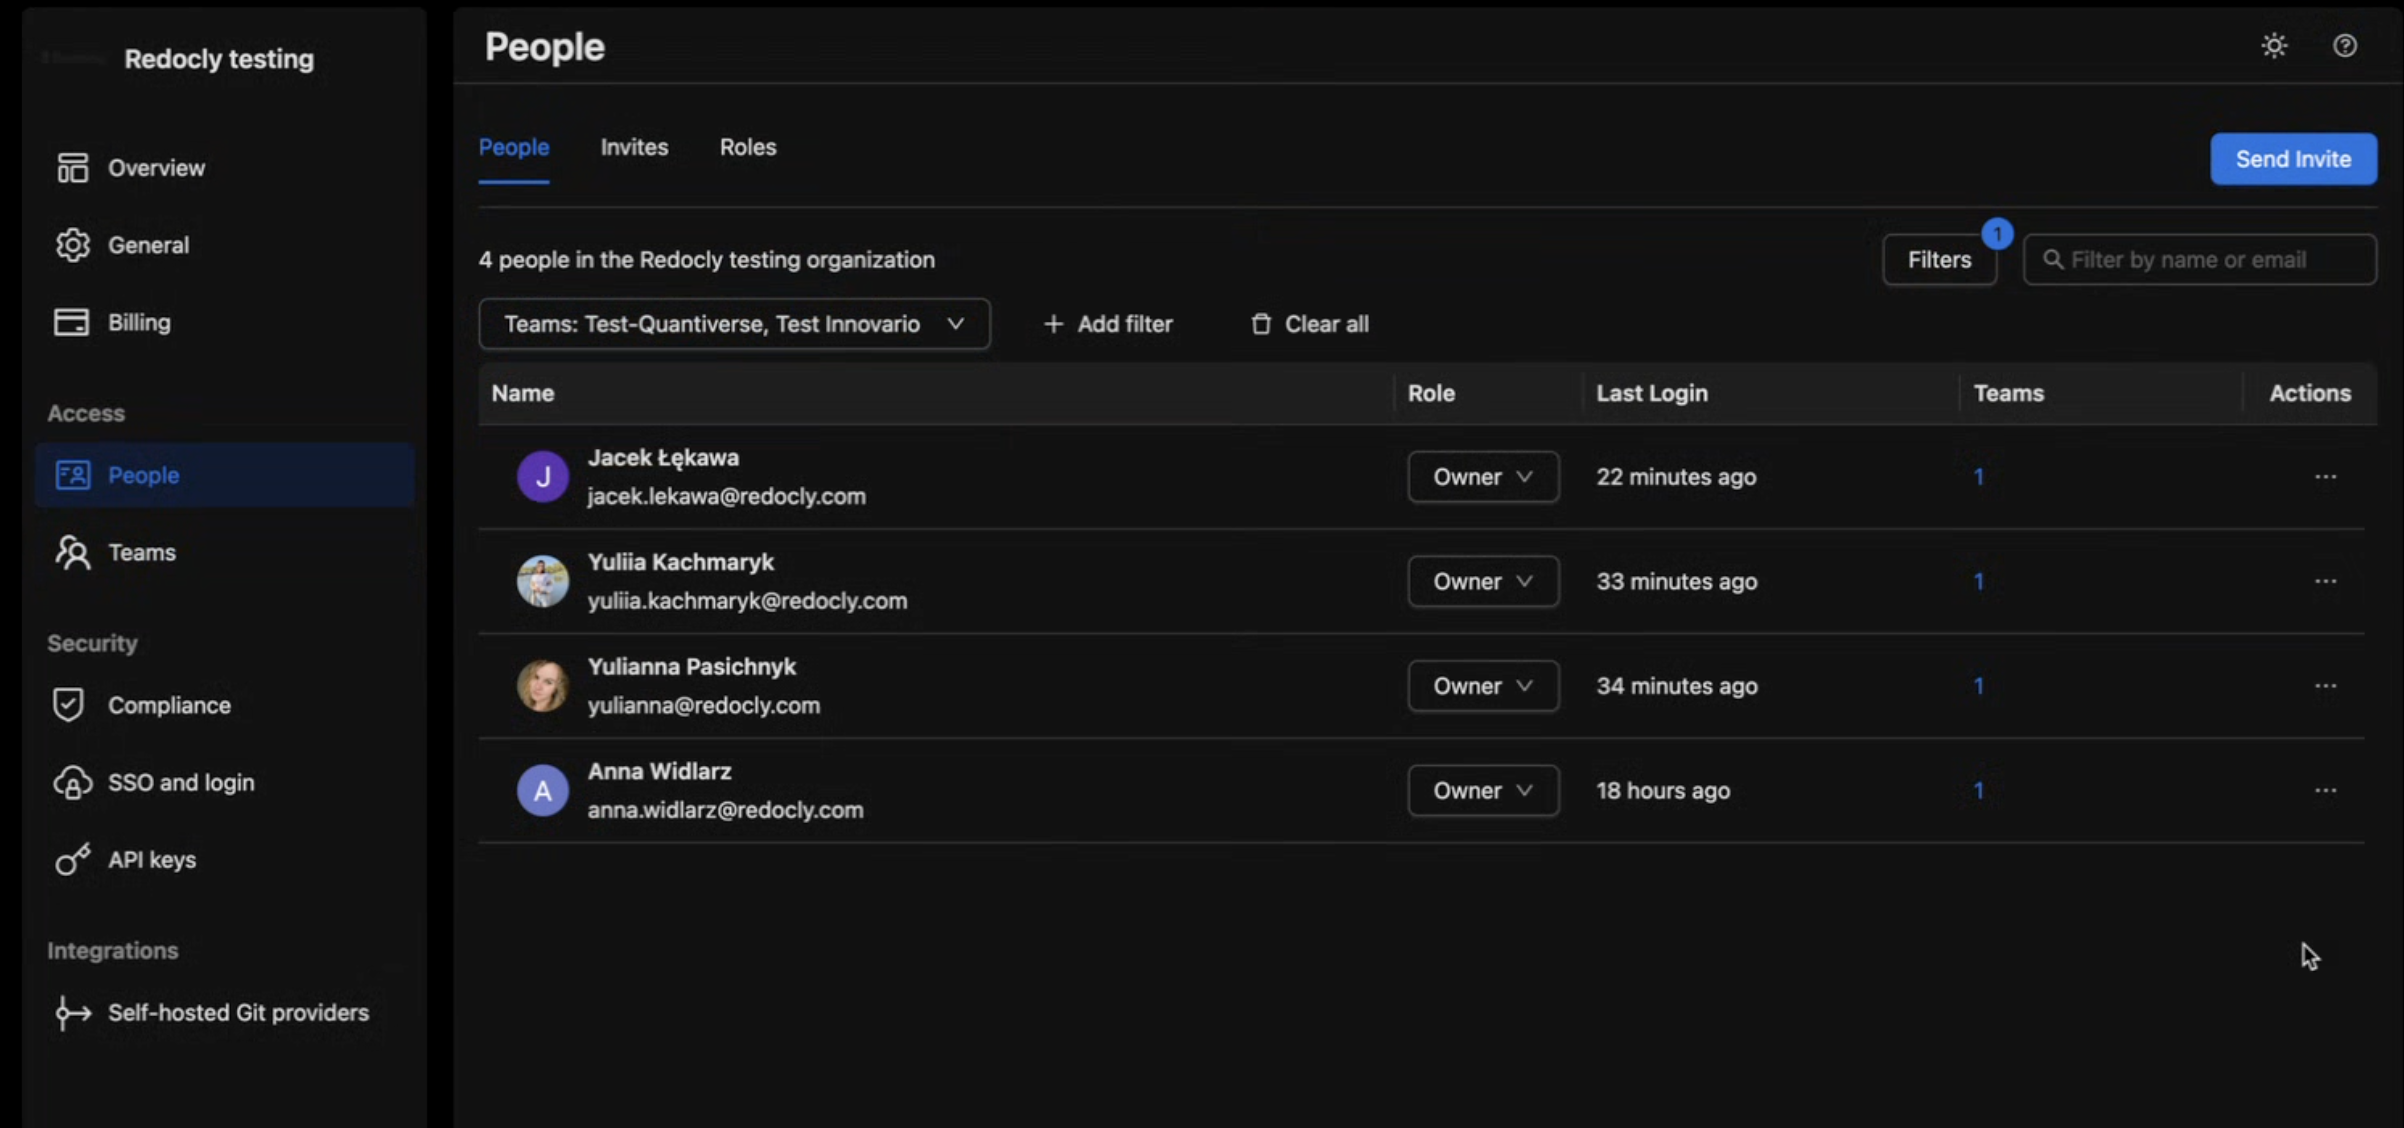 Redocly testing
Overview
General
Billing
Access
People
Teams
Security
Compliance
SSO and login
API keys
Integrations
Self-hosted Git providers
People
People Invites Roles
Send Invite
4 people in the Redocly testing organization
Filters 1
Filter by name or email
Teams: Test-Quantiverse, Test Innovario
+ Add filter
Clear all
Name Role Last Login Teams Actions
J
Jacek Łękawa
jacek.lekawa@redocly.com
Owner 22 minutes ago 1 ...
Yuliia Kachmaryk
yuliia.kachmaryk@redocly.com
Owner 33 minutes ago 1 ...
Yulianna Pasichnyk
yulianna@redocly.com
Owner 34 minutes ago 1 ...
A
Anna Widlarz
anna.widlarz@redocly.com
Owner 18 hours ago 1 ...